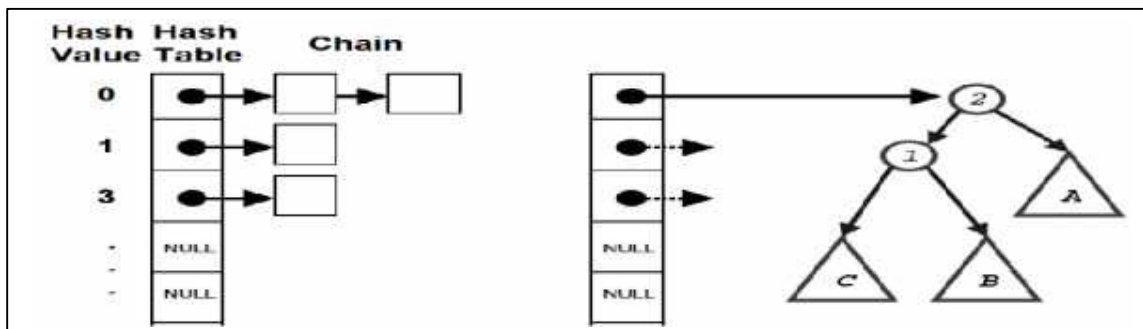 Hash Hash
Value Table
Chain
0
1
3
-
-
-
NULL
NULL
NULL
NULL
2
1
A
C
B